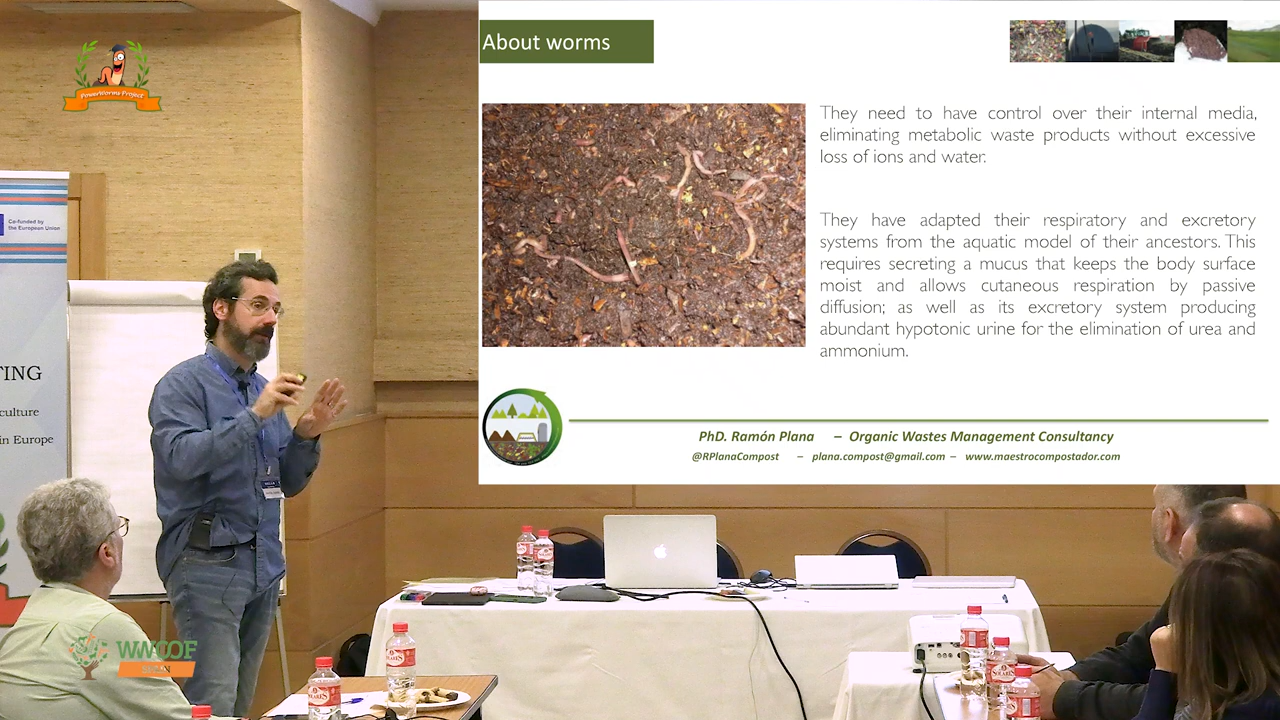 About worms
PowerWorms Project
They need to have control over their internal media,
eliminating metabolic waste products without excessive
loss of ions and water.
They have adapted their respiratory and excretory
systems from the aquatic model of their ancestors. This
requires secreting a mucus that keeps the body surface
moist and allows cutaneous respiration by passive
diffusion; as well as its excretory system producing
abundant hypotonic urine for the elimination of urea and
ammonium.
PhD. Ramón Plana – Organic Wastes Management Consultancy
@RPlanaCompost – plana.compost@gmail.com – www.maestrocompostador.com
Co-funded by
the European Union
TING
culture
in Europe
WWOOF
SPAIN
SOLARES
SOLARES